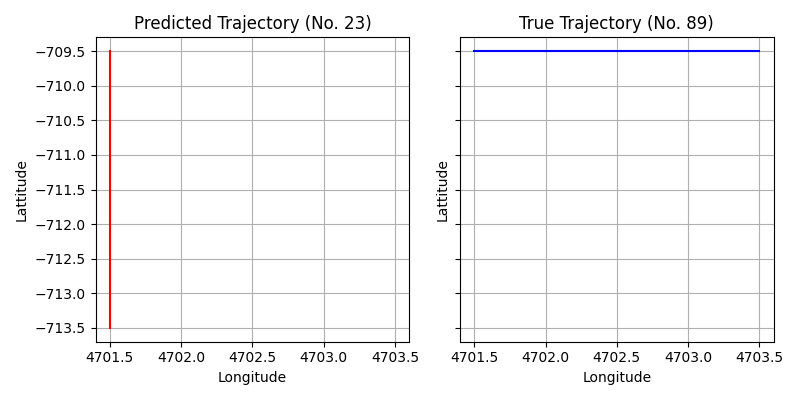 Predicted Trajectory (No. 23)
True Trajectory (No. 89)
Lattitude
−709.5
−710.0
−710.5
−711.0
−711.5
−712.0
−712.5
−713.0
−713.5
4701.5 4702.0 4702.5 4703.0 4703.5
Longitude
Lattitude
4701.5 4702.0 4702.5 4703.0 4703.5
Longitude